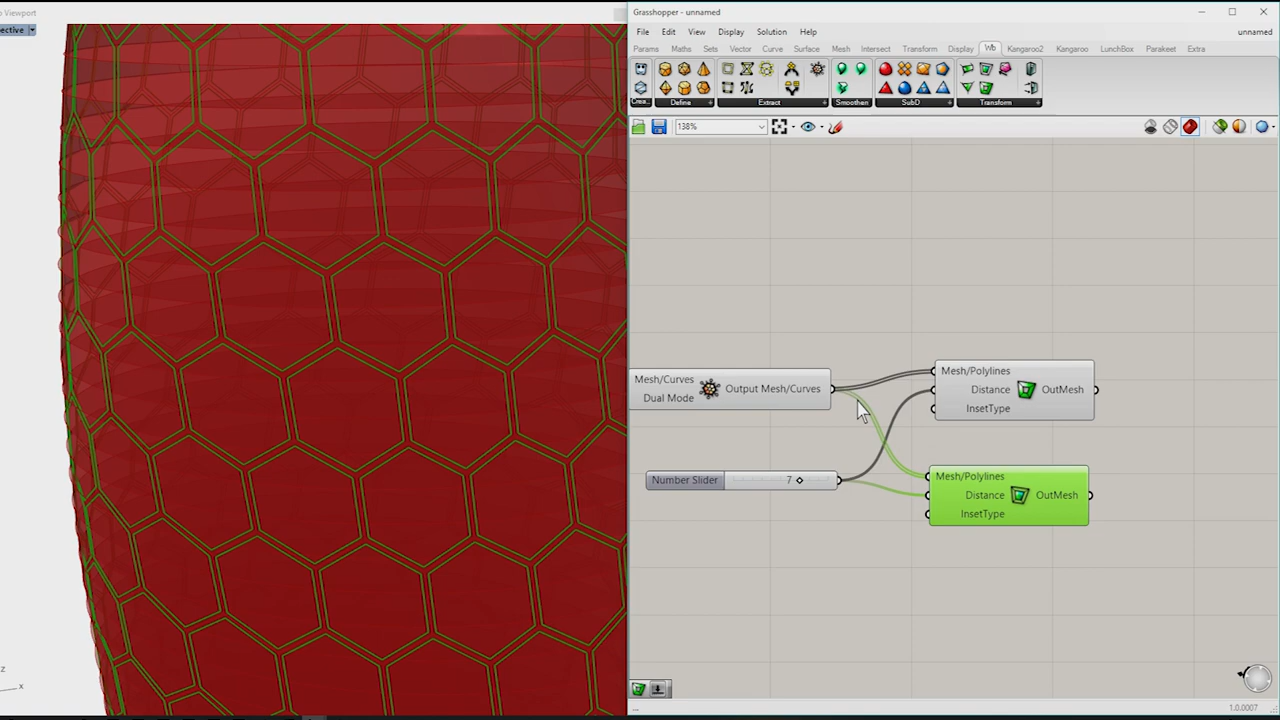 o Viewport
ective
z
x
Grasshopper - unnamed
File Edit View Display Solution Help
unnamed
Params Maths Sets Vector Curve Surface Mesh Intersect Transform Display Wb Kangaroo2 Kangaroo LunchBox Parakeet Extra
Crea... Define Extract Smoothen SubD Transform
138%
Mesh/Curves
Dual Mode
Output Mesh/Curves
Mesh/Polylines
Distance
InsetType
OutMesh
Number Slider
7
Mesh/Polylines
Distance
InsetType
OutMesh
...
1.0.0007